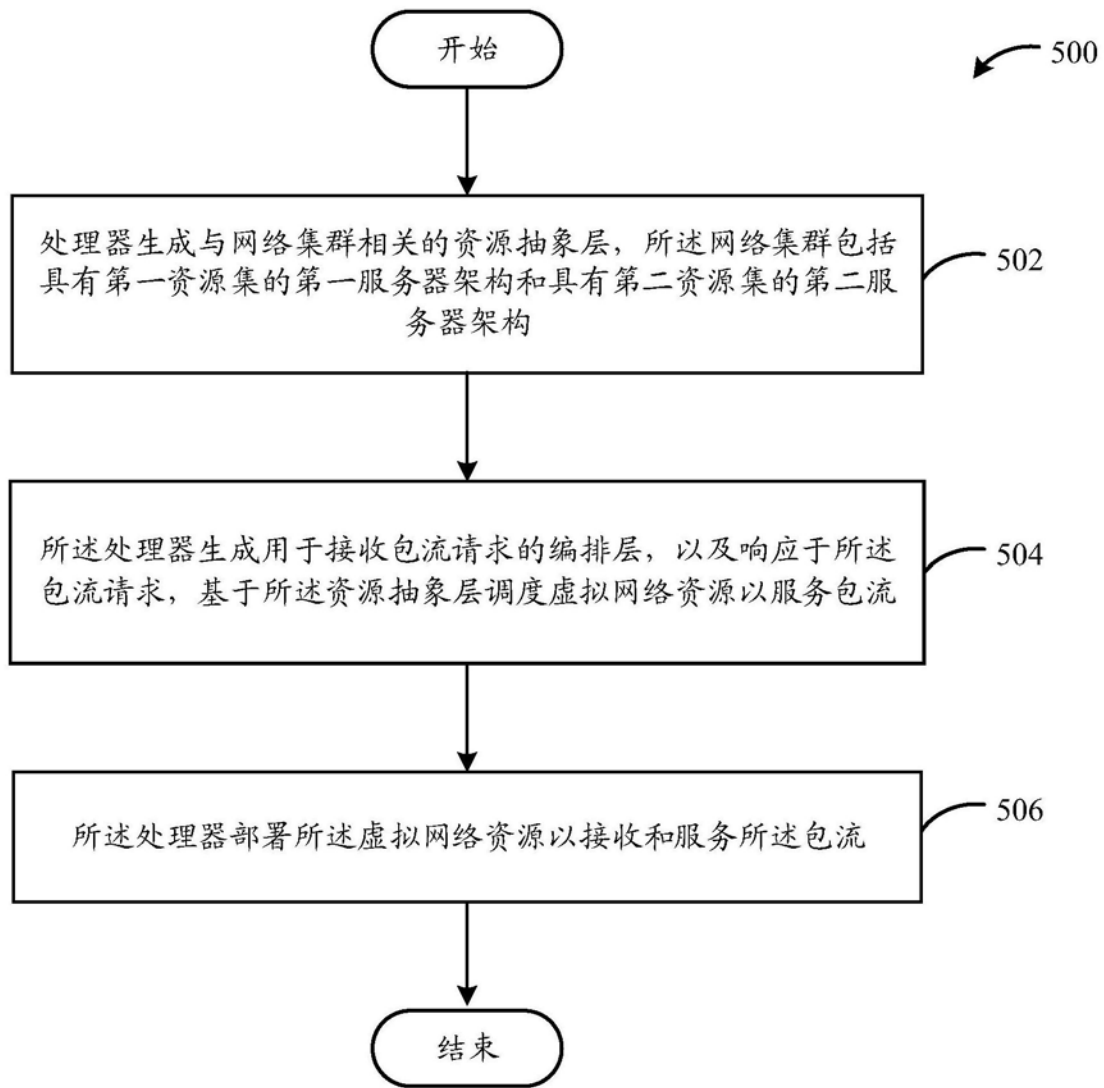 开始
500
处理器生成与网络集群相关的资源抽象层，所述网络集群包括
具有第一资源集的第一服务器架构和具有第二资源集的第二服
务器架构
502
所述处理器生成用于接收包流请求的编排层，以及响应于所述
包流请求，基于所述资源抽象层调度虚拟网络资源以服务包流
504
所述处理器部署所述虚拟网络资源以接收和服务所述包流
506
结束